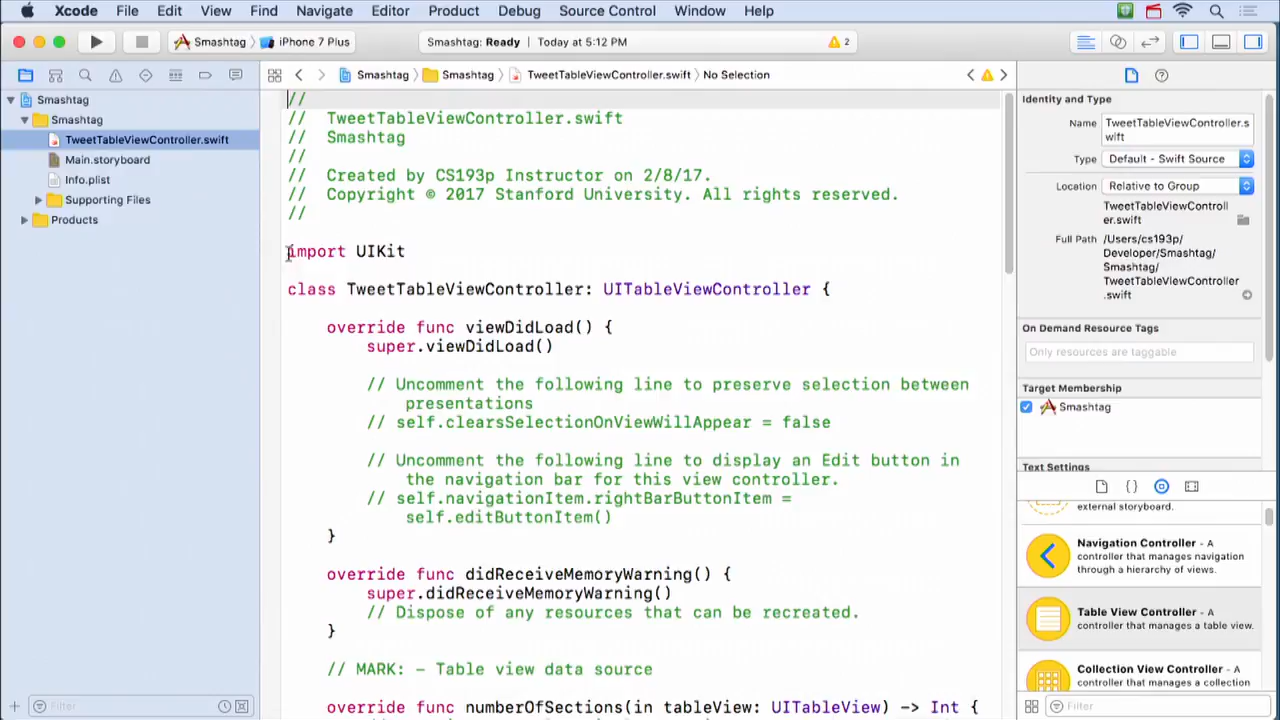 Xcode File Edit View Find Navigate Editor Product Debug Source Control Window Help
Smashtag iPhone 7 Plus
Smashtag: Ready Today at 5:12 PM 2
Smashtag Smashtag TweetTableViewController.swift No Selection
Smashtag
Smashtag
TweetTableViewController.swift
Main.storyboard
Info.plist
Supporting Files
Products
Filter
//
// TweetTableViewController.swift
// Smashtag
//
// Created by CS193p Instructor on 2/8/17.
// Copyright © 2017 Stanford University. All rights reserved.
//
import UIKit
class TweetTableViewController: UITableViewController {
override func viewDidLoad() {
super.viewDidLoad()
// Uncomment the following line to preserve selection between
presentations
// self.clearsSelectionOnViewWillAppear = false
// Uncomment the following line to display an Edit button in
the navigation bar for this view controller.
// self.navigationItem.rightBarButtonItem =
self.editButtonItem()
}
override func didReceiveMemoryWarning() {
super.didReceiveMemoryWarning()
// Dispose of any resources that can be recreated.
}
// MARK: - Table view data source
override func numberOfSections(in tableView: UITableView) -> Int {
Identity and Type
Name TweetTableViewController.s
wift
Type Default - Swift Source
Location Relative to Group
TweetTableViewControll
er.swift
Full Path /Users/cs193p/
Developer/Smashtag/
Smashtag/
TweetTableViewController
.swift
On Demand Resource Tags
Only resources are taggable
Target Membership
Smashtag
Text Settings
{ }
external storyboard.
Navigation Controller - A
controller that manages navigation
through a hierarchy of views.
Table View Controller - A
controller that manages a table view.
Collection View Controller - A
controller that manages a collection
Filter